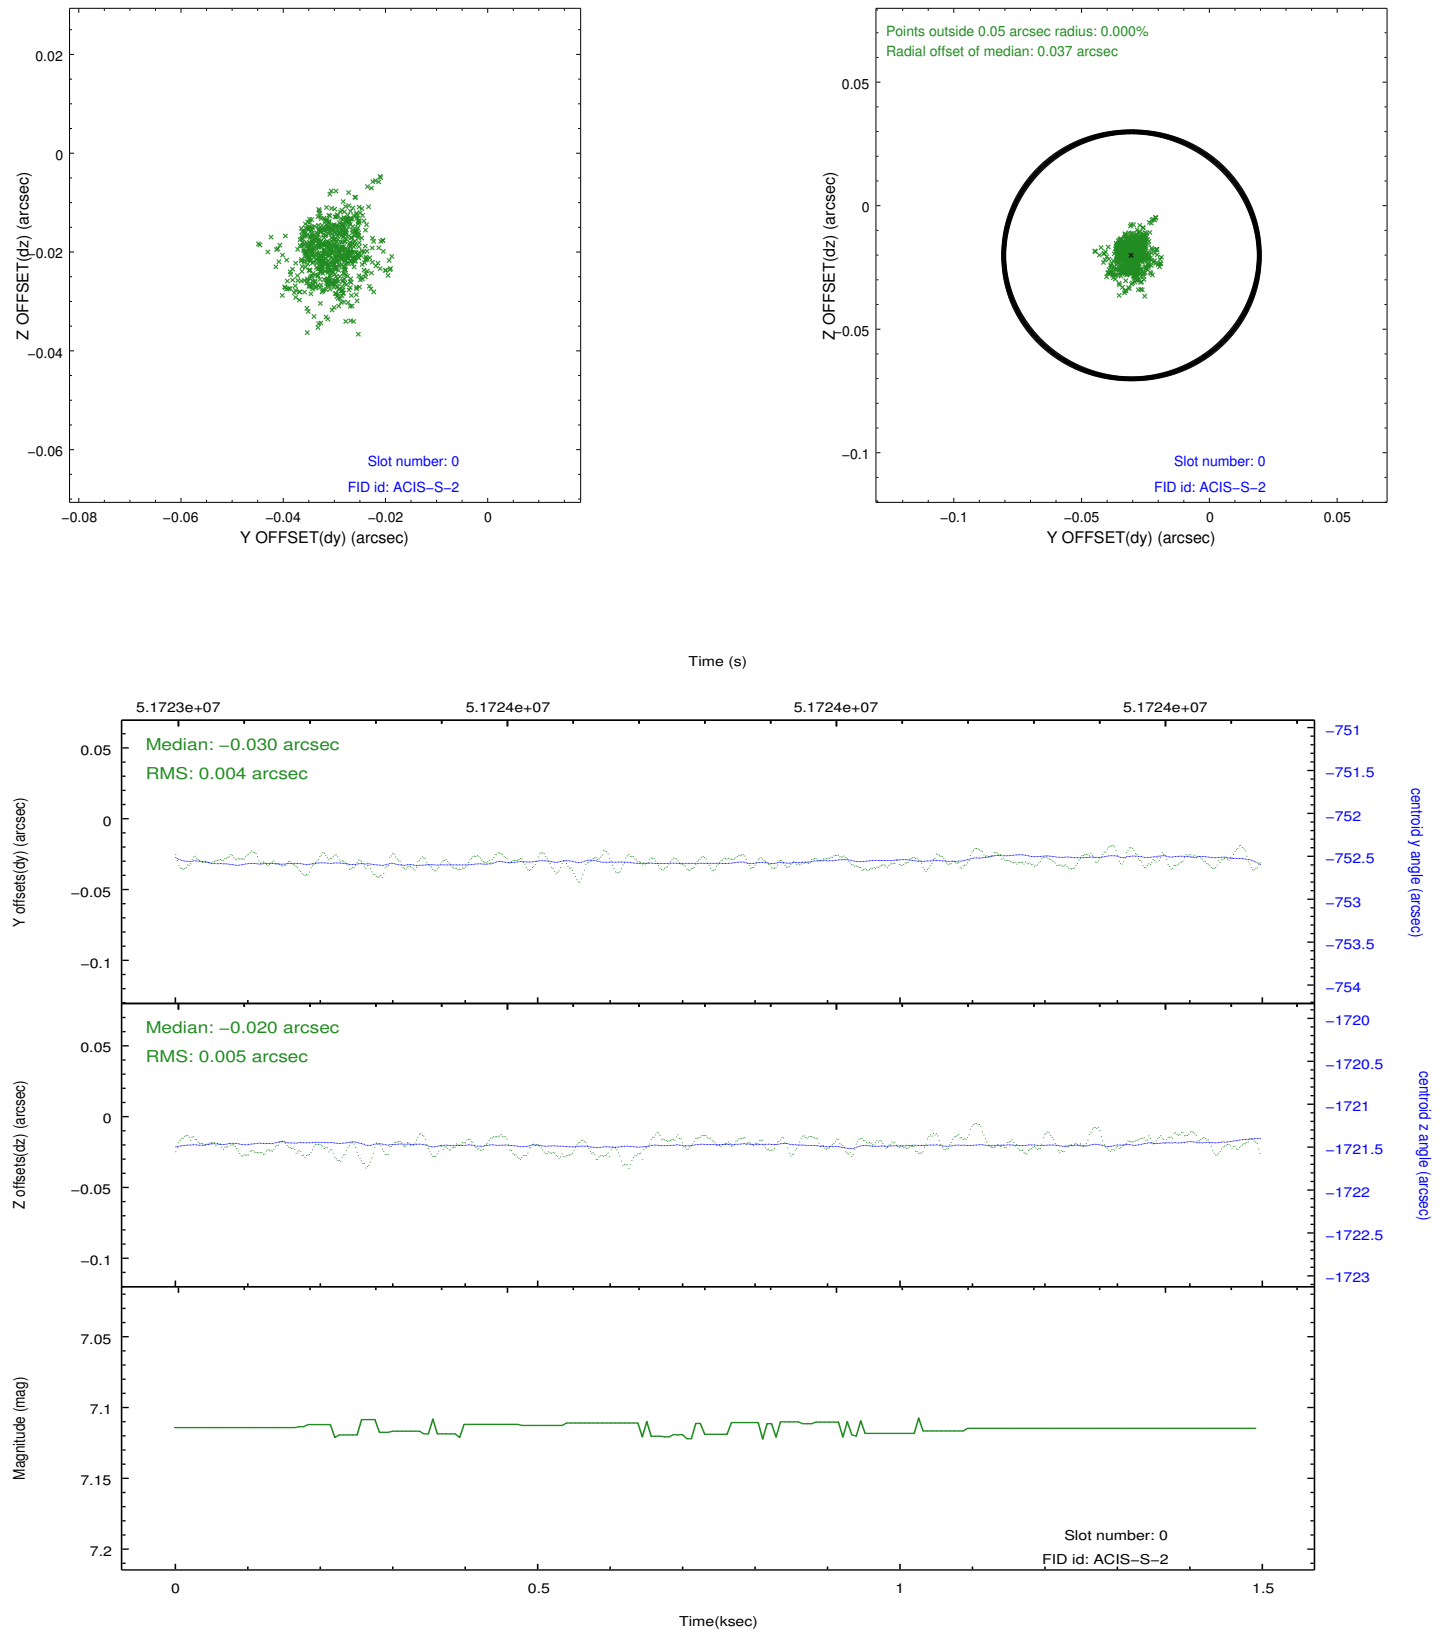 0.02
0
−0.02
−0.04
−0.06
Z OFFSET(dz) (arcsec)
Slot number: 0
FID id: ACIS−S−2
−0.08
−0.06
−0.04
−0.02
0
Y OFFSET(dy) (arcsec)
Points outside 0.05 arcsec radius: 0.000%
Radial offset of median: 0.037 arcsec
0.05
0
−0.05
−0.1
Z OFFSET(dz) (arcsec)
Slot number: 0
FID id: ACIS−S−2
−0.1
−0.05
0
0.05
Y OFFSET(dy) (arcsec)
Time (s)
5.1723e+07
5.1724e+07
5.1724e+07
5.1724e+07
Median: −0.030 arcsec
RMS: 0.004 arcsec
0.05
0
−0.05
−0.1
Y offsets(dy) (arcsec)
−751
−751.5
−752
−752.5
−753
−753.5
−754
centroid y angle (arcsec)
Median: −0.020 arcsec
RMS: 0.005 arcsec
0.05
0
−0.05
−0.1
Z offsets(dz) (arcsec)
−1720
−1720.5
−1721
−1721.5
−1722
−1722.5
−1723
centroid z angle (arcsec)
7.05
7.1
7.15
7.2
Magnitude (mag)
Slot number: 0
FID id: ACIS−S−2
0
0.5
1
1.5
Time(ksec)